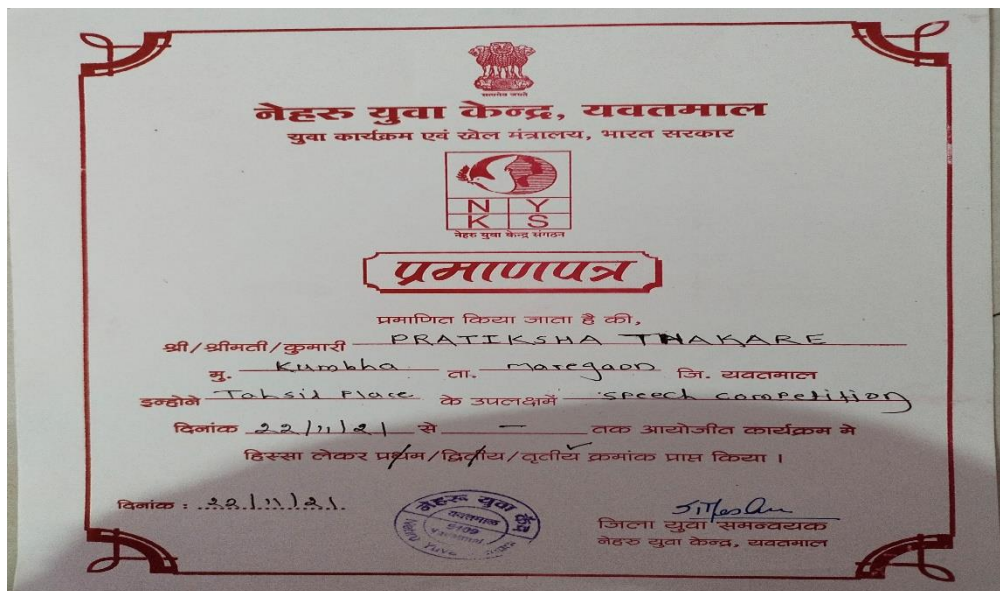 सत्यमेव जयते
नेहरु युवा केन्द्र, यवतमाल
युवा कार्यक्रम एवं खेल मंत्रालय, भारत सरकार
N Y
K S
नेहरु युवा केन्द्र संगठन
प्रमाणपत्र
प्रमाणित किया जाता है की,
श्री/श्रीमती/कुमारी PRATIKSHA THAKARE
मु. Kumbha ता. maregaon जि. यवतमाल
इन्होने Tahsil Place के उपलक्षमें speech competition
दिनांक 22/11/21 से – तक आयोजीत कार्यक्रम मे
हिस्सा लेकर प्रथम/द्वितीय/तृतीय क्रमांक प्राप्त किया ।
दिनांक : 22/11/21
नेहरू युवा केंद्र
यवतमाळ
Nehru Yuva
जिला युवा समन्वयक
नेहरु युवा केन्द्र, यवतमाल